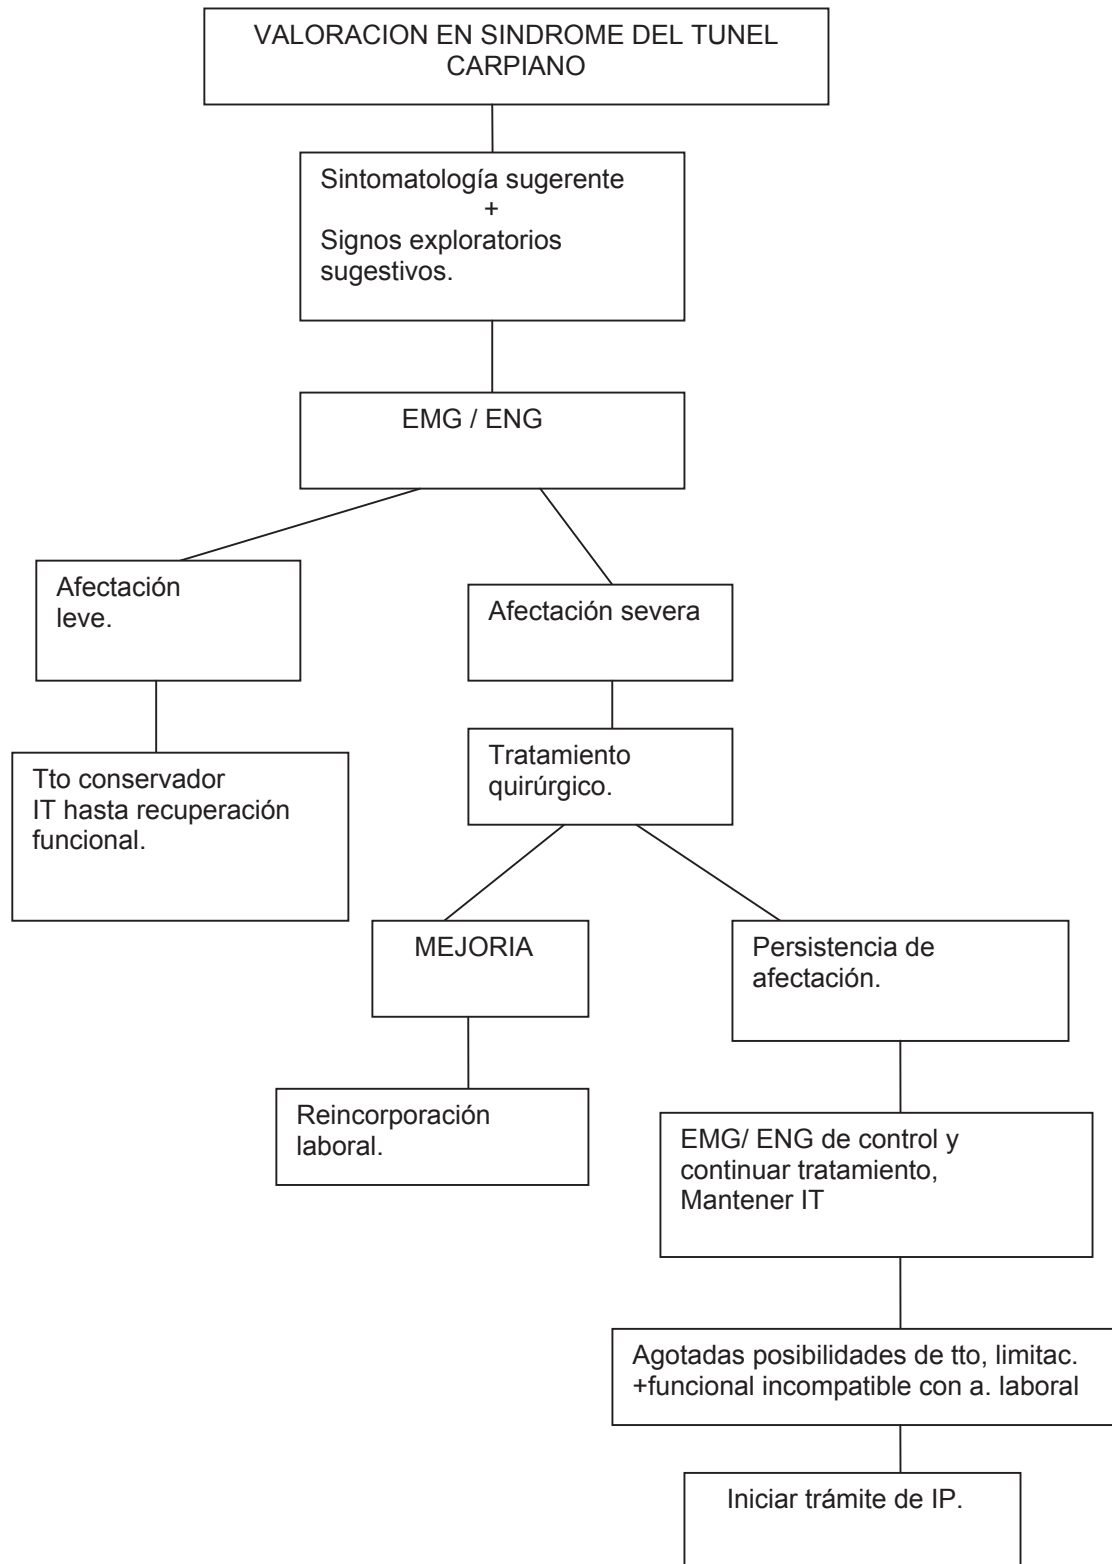 VALORACION EN SINDROME DEL TUNEL
CARPIANO
Sintomatología sugerente
+
Signos exploratorios
sugestivos.
EMG / ENG
Afectación
leve.
Afectación severa
Tto conservador
IT hasta recuperación
funcional.
Tratamiento
quirúrgico.
MEJORIA
Persistencia de
afectación.
Reincorporación
laboral.
EMG/ ENG de control y
continuar tratamiento,
Mantener IT
Agotadas posibilidades de tto, limitac.
+funcional incompatible con a. laboral
Iniciar trámite de IP.